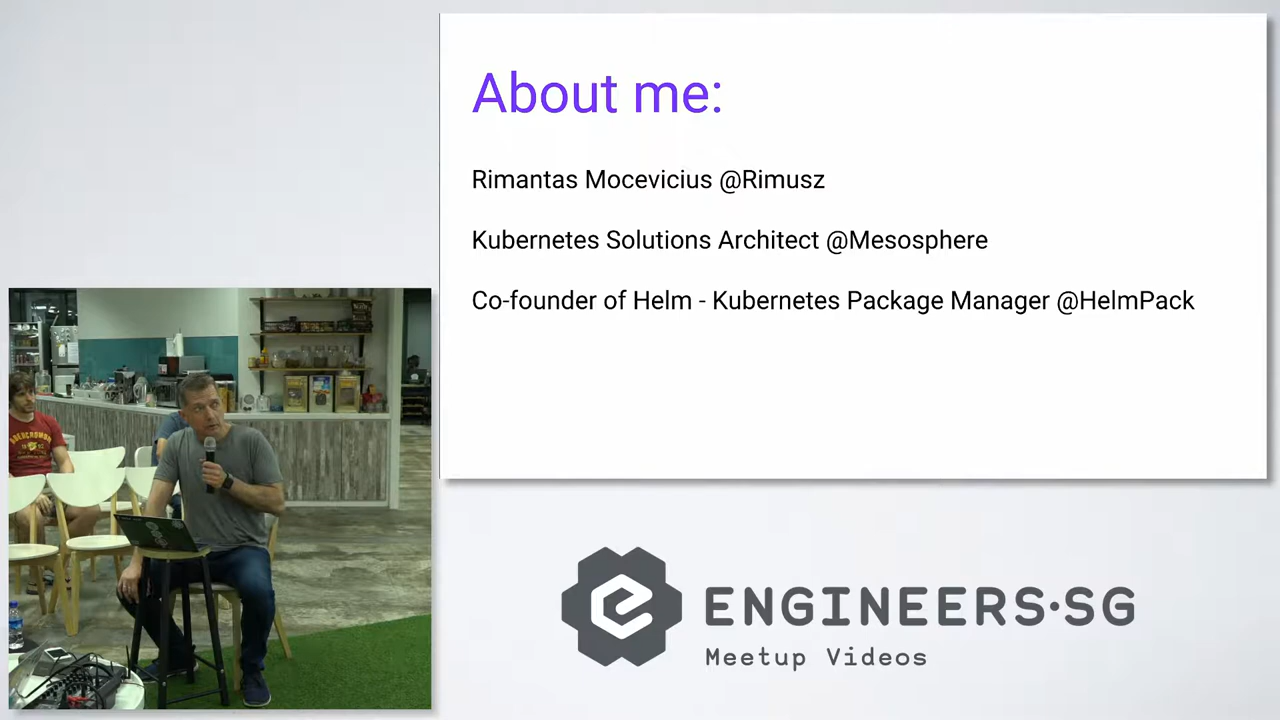 About me:
Rimantas Mocevicius @Rimusz
Kubernetes Solutions Architect @Mesosphere
Co-founder of Helm - Kubernetes Package Manager @HelmPack
ENGINEERS·SG
Meetup Videos